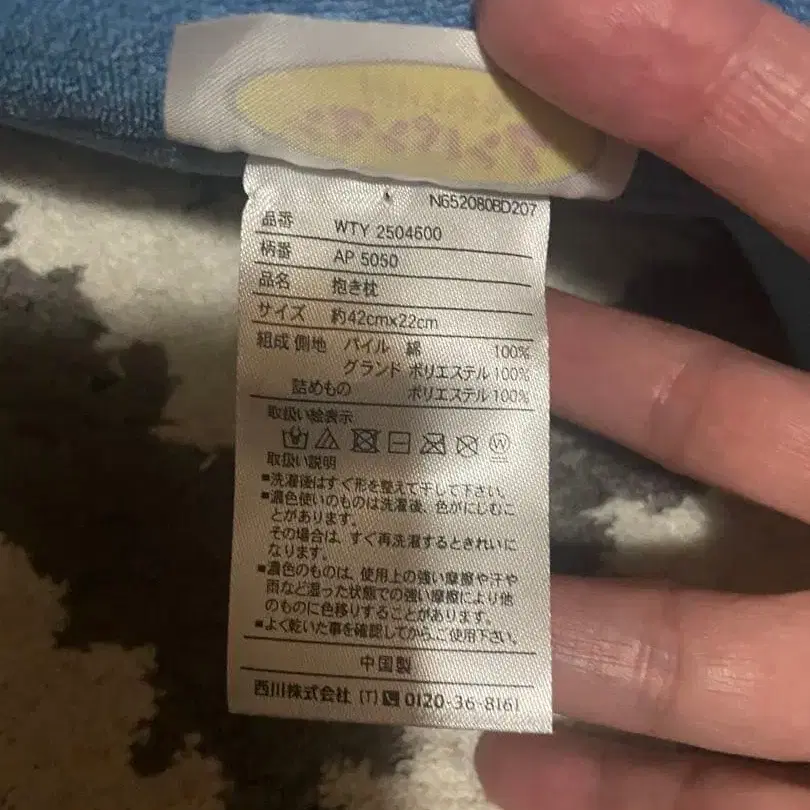 N652080BD207
品番 WTY 2504600
柄番 AP 5050
品名 抱き枕
サイズ 約42cmx22cm
組成 側地 パイル 綿 100%
グランド ポリエステル 100%
詰めもの ポリエステル 100%
取扱い絵表示
W
取扱い説明
■洗濯後はすぐ形を整えて干して下さい。
■濃色使いのものは洗濯後、色がにじむこ
とがあります。
その場合は、すぐ再洗濯するときれいに
なります。
■濃色のものは、使用上の強い摩擦や汗や
雨など湿った状態での強い摩擦により他
のものに色移りすることがあります。
■よく乾いた事を確認してからご使用下さい。
中国製
西川株式会社 (T) 0120-36-8161